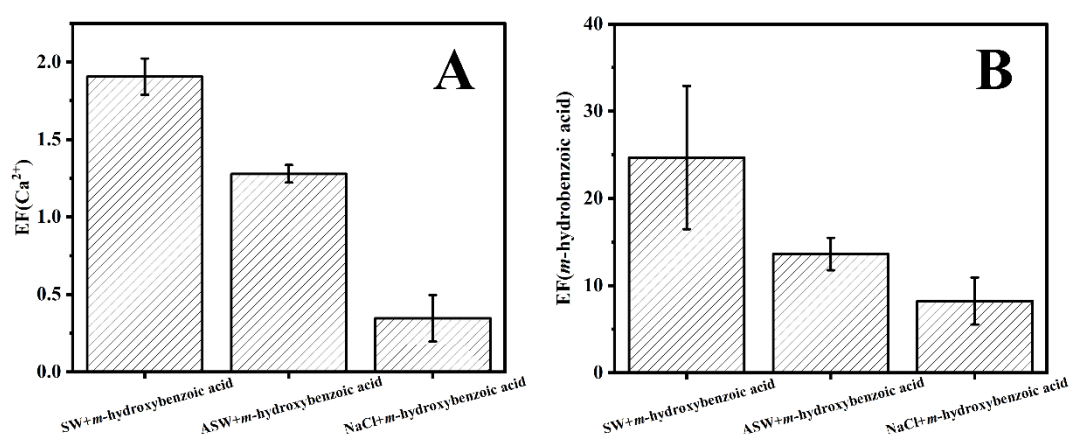 A
EF(Ca²⁺)
2.0
1.5
1.0
0.5
0.0
SW+m-hydroxybenzoic acid
ASW+m-hydroxybenzoic acid
NaCl+m-hydroxybenzoic acid
B
EF(m-hydrobenzoic acid)
40
30
20
10
0
SW+m-hydroxybenzoic acid
ASW+m-hydroxybenzoic acid
NaCl+m-hydroxybenzoic acid